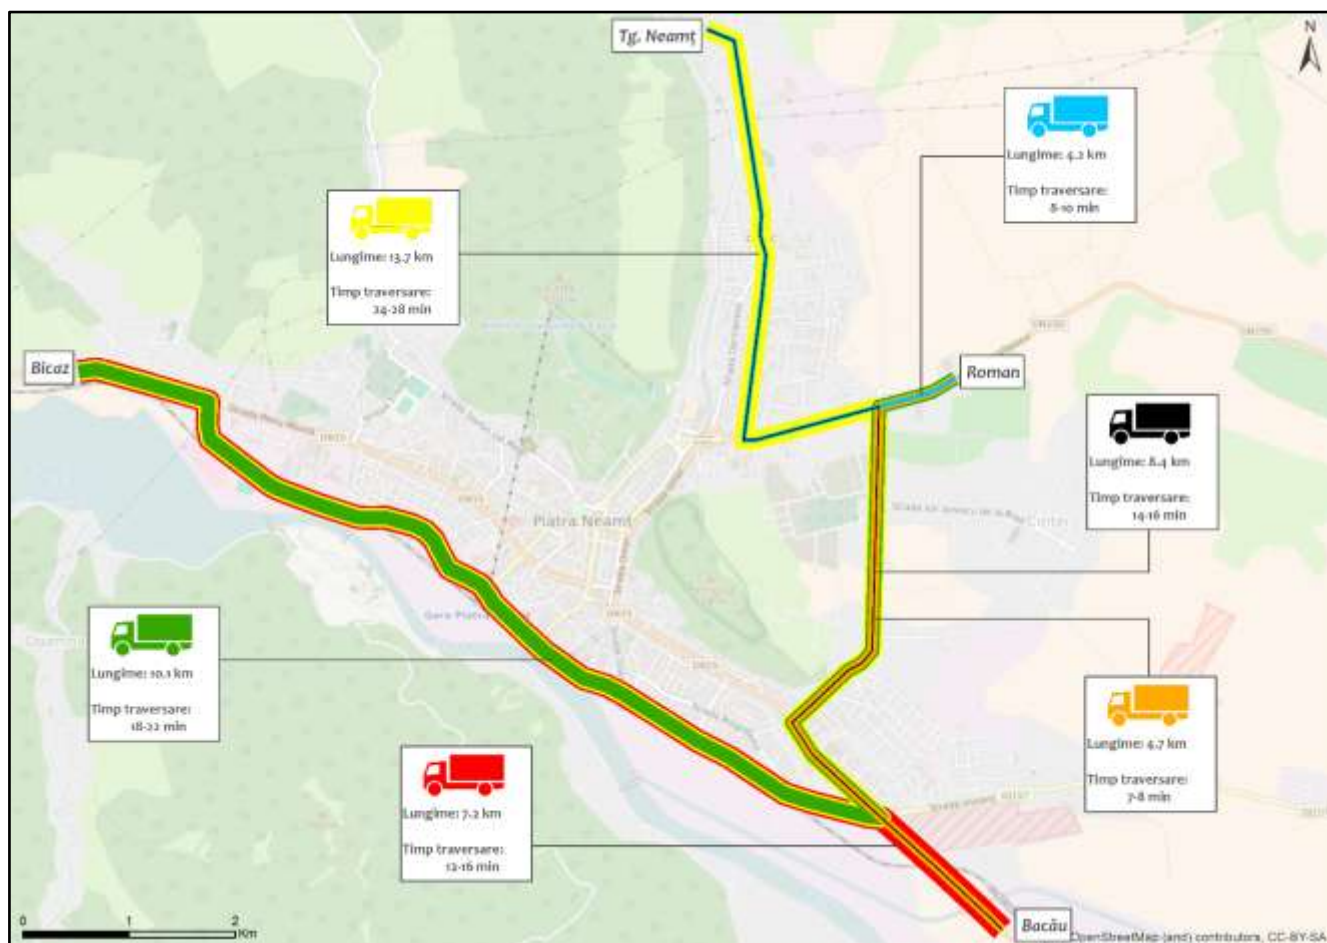 Tg. Neamț
N
Lungime: 4.2 km
Timp traversare:
8-10 min
Lungime: 13.7 km
Timp traversare:
24-28 min
Bicaz
Roman
Lungime: 8.4 km
Timp traversare:
14-16 min
Piatra Neamț
Lungime: 10.1 km
Timp traversare:
18-22 min
Lungime: 4.7 km
Timp traversare:
7-8 min
Lungime: 7.2 km
Timp traversare:
12-16 min
Bacău
0 1 2
Km
OpenStreetMap (and) contributors, CC-BY-SA